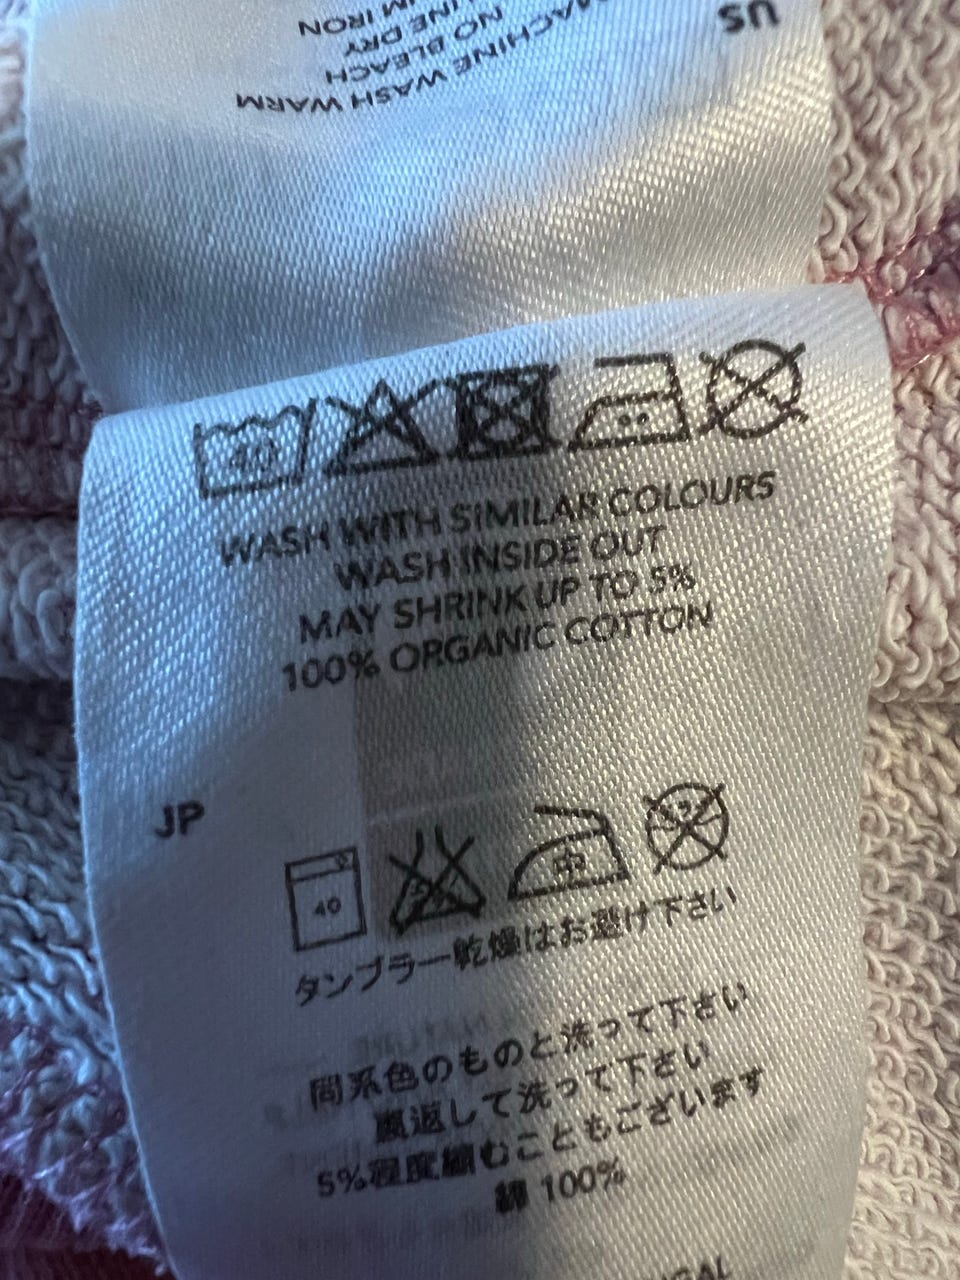 US
MACHINE WASH WARM
NO BLEACH
LINE DRY
IRON
40
WASH WITH SIMILAR COLOURS
WASH INSIDE OUT
MAY SHRINK UP TO 5%
100% ORGANIC COTTON
JP
40
中
タンブラー乾燥はお避け下さい
同系色のものと洗って下さい
裏返して洗って下さい
5%程度縮むこともございます
綿 100%